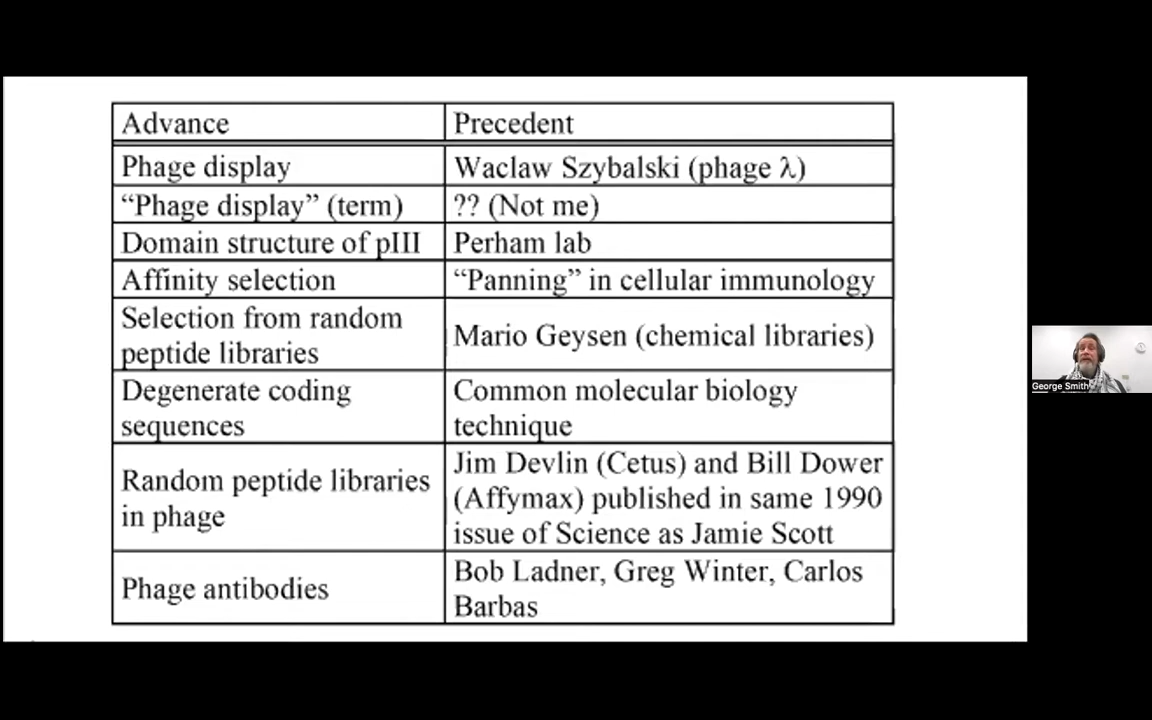 Advance
Precedent
Phage display
Waclaw Szybalski (phage λ)
“Phage display” (term)
?? (Not me)
Domain structure of pIII
Perham lab
Affinity selection
“Panning” in cellular immunology
Selection from random
peptide libraries
Mario Geysen (chemical libraries)
Degenerate coding
sequences
Common molecular biology
technique
Random peptide libraries
in phage
Jim Devlin (Cetus) and Bill Dower
(Affymax) published in same 1990
issue of Science as Jamie Scott
Phage antibodies
Bob Ladner, Greg Winter, Carlos
Barbas
George Smith